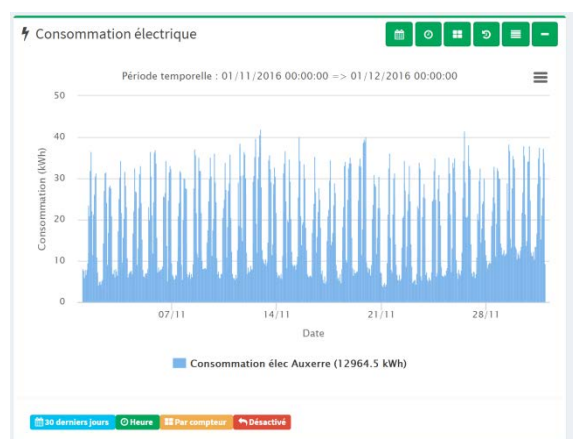 Consommation électrique
Période temporelle : 01/11/2016 00:00:00 => 01/12/2016 00:00:00
Consommation (kWh)
50
40
30
20
10
0
07/11 14/11 21/11 28/11
Date
Consommation élec Auxerre (12964.5 kWh)
30 derniers jours Heure Par compteur Désactivé